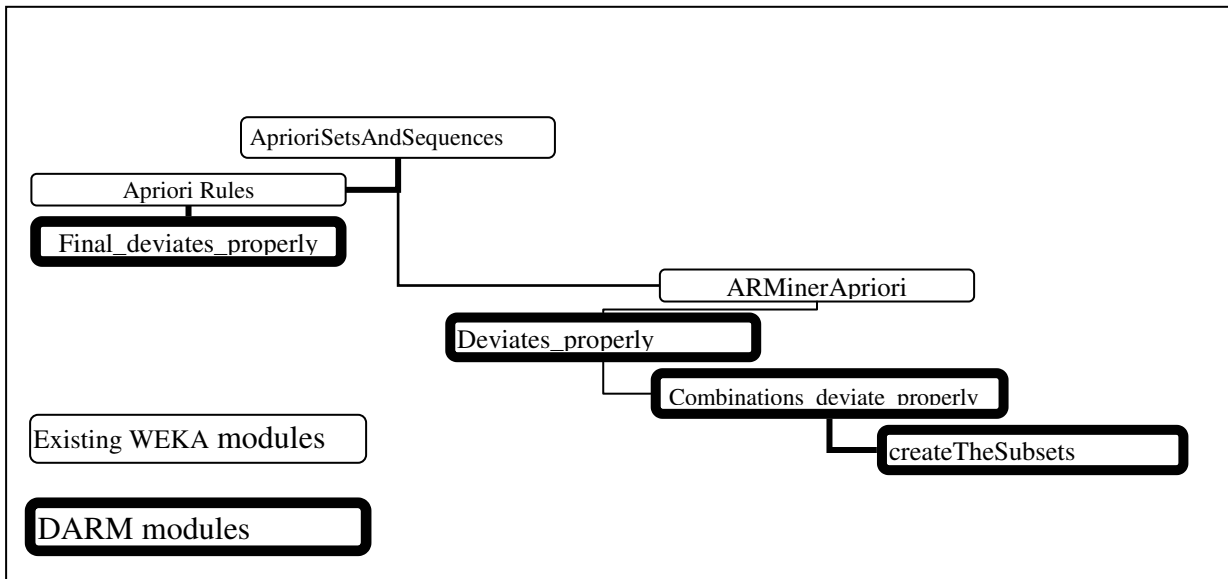 AprioriSetsAndSequences
Apriori Rules
Final_deviates_properly
ARMinerApriori
Deviates_properly
Combinations_deviate_properly
createTheSubsets
Existing WEKA modules
DARM modules